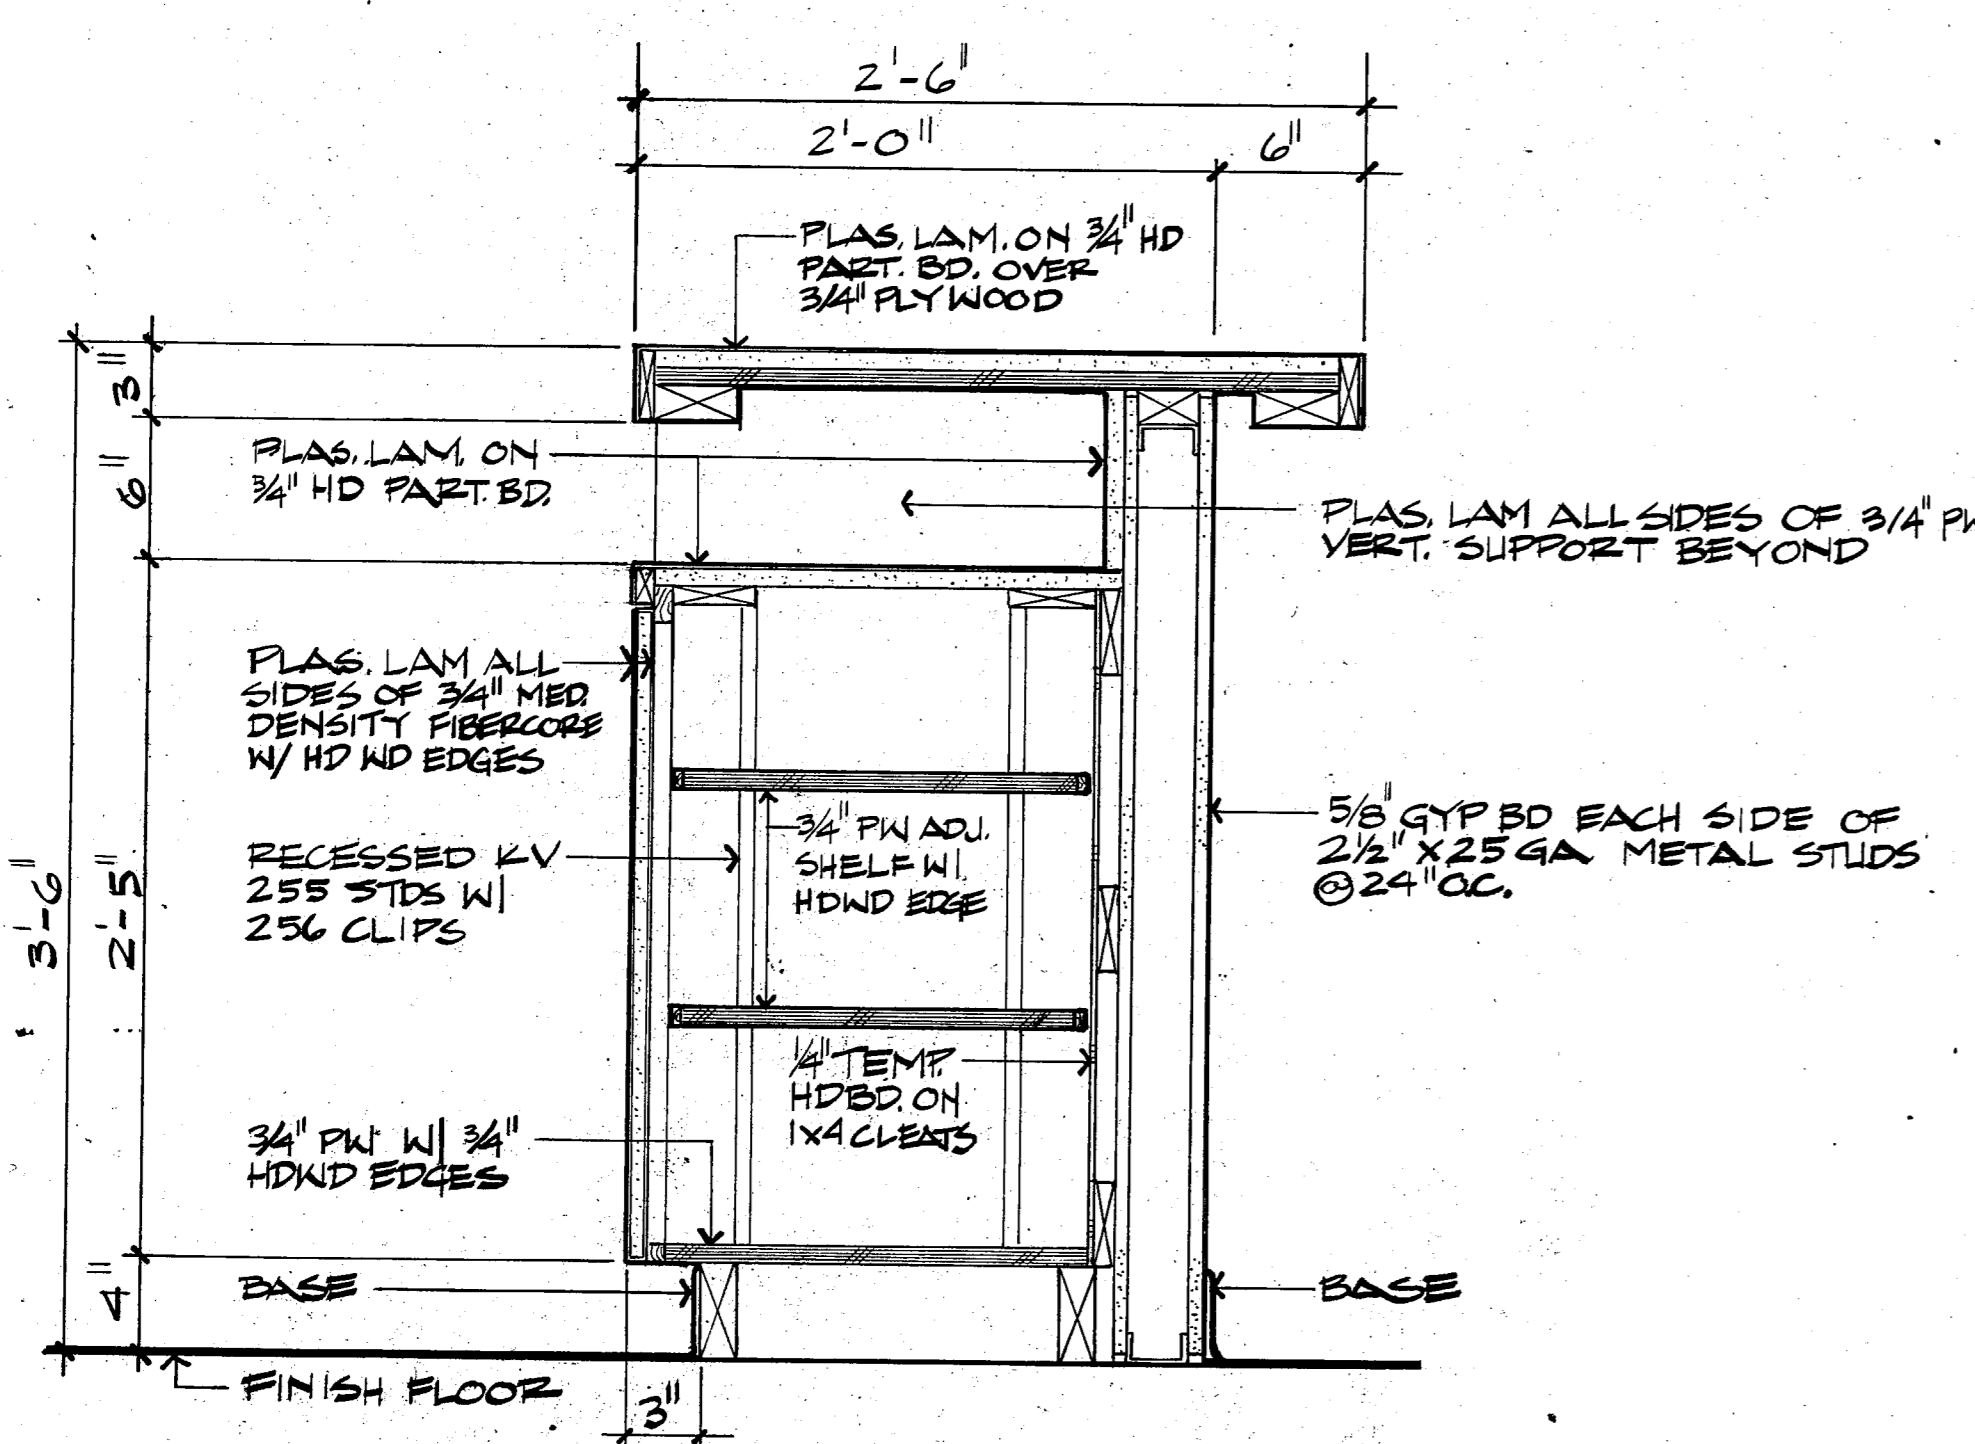 2'-6"
2'-0"
6"
PLAS. LAM. ON 3/4" HD
PART. BD. OVER
3/4" PLYWOOD
3"
6"
2'-5"
4"
3'-6"
PLAS. LAM. ON
3/4" HD PART. BD.
PLAS. LAM ALL SIDES OF 3/4" PW
VERT. SUPPORT BEYOND
PLAS. LAM ALL
SIDES OF 3/4" MED.
DENSITY FIBERCORE
W/ HD WD EDGES
3/4" PW ADJ.
SHELF W/
HDWD EDGE
5/8" GYP BD EACH SIDE OF
2 1/2" X 25 GA METAL STUDS
@ 24" O.C.
RECESSED KV
255 STDS W/
256 CLIPS
1/4" TEMP.
HDBD. ON
1X4 CLEATS
3/4" PW W/ 3/4"
HDWD EDGES
BASE
BASE
FINISH FLOOR
3"